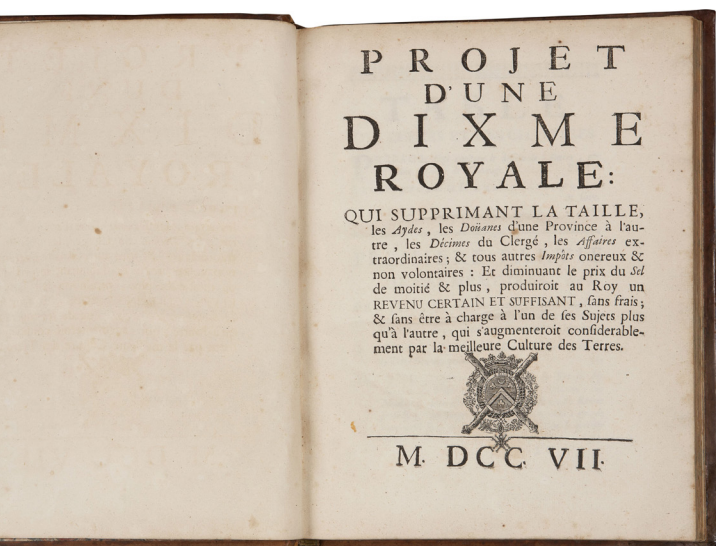 PROJET
D'UNE
DIXME
ROYALE:
QUI SUPPRIMANT LA TAILLE,
les Aydes, les Doüanes d'une Province à l'au-
tre, les Décimes du Clergé, les Affaires ex-
traordinaires; & tous autres Impôts onereux &
non volontaires : Et diminuant le prix du Sel
de moitié & plus, produiroit au Roy un
REVENU CERTAIN ET SUFFISANT, ſans frais;
& ſans être à charge à l'un de ſes Sujets plus
qu'à l'autre, qui s'augmenteroit conſiderable-
ment par la meilleure Culture des Terres.
M. DCC. VII.